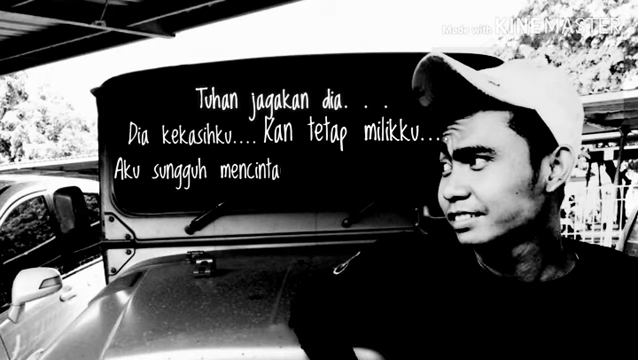 Made with KINEMASTER
Tuhan jagakan dia. . .
Dia kekasihku.... Kan tetap milikku...
Aku sungguh mencinta